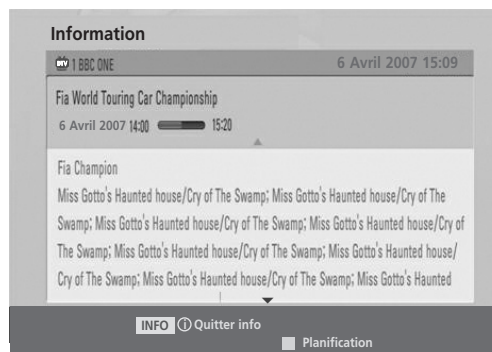 Information
DTV 1 BBC ONE 6 Avril 2007 15:09
Fia World Touring Car Championship
6 Avril 2007 14:00 15:20
Fia Champion
Miss Gotto's Haunted house/Cry of The Swamp; Miss Gotto's Haunted house/Cry of The
Swamp; Miss Gotto's Haunted house/Cry of The Swamp; Miss Gotto's Haunted house/Cry of
The Swamp; Miss Gotto's Haunted house/Cry of The Swamp; Miss Gotto's Haunted house/
Cry of The Swamp; Miss Gotto's Haunted house/Cry of The Swamp; Miss Gotto's Haunted
INFO i Quitter info
Planification